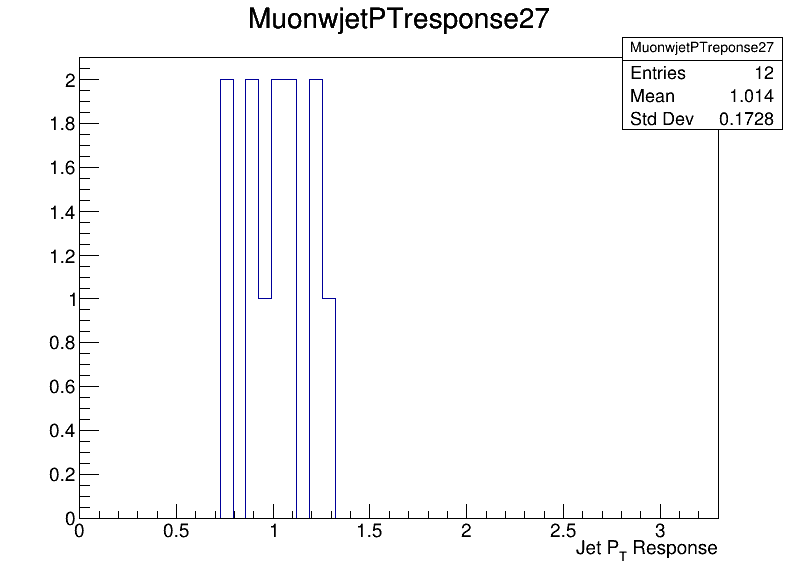 MuonwjetPTresponse27
MuonwjetPTreponse27
Entries 12
Mean 1.014
Std Dev 0.1728
2
1.8
1.6
1.4
1.2
1
0.8
0.6
0.4
0.2
0
0 0.5 1 1.5 2 2.5 3
Jet PT Response